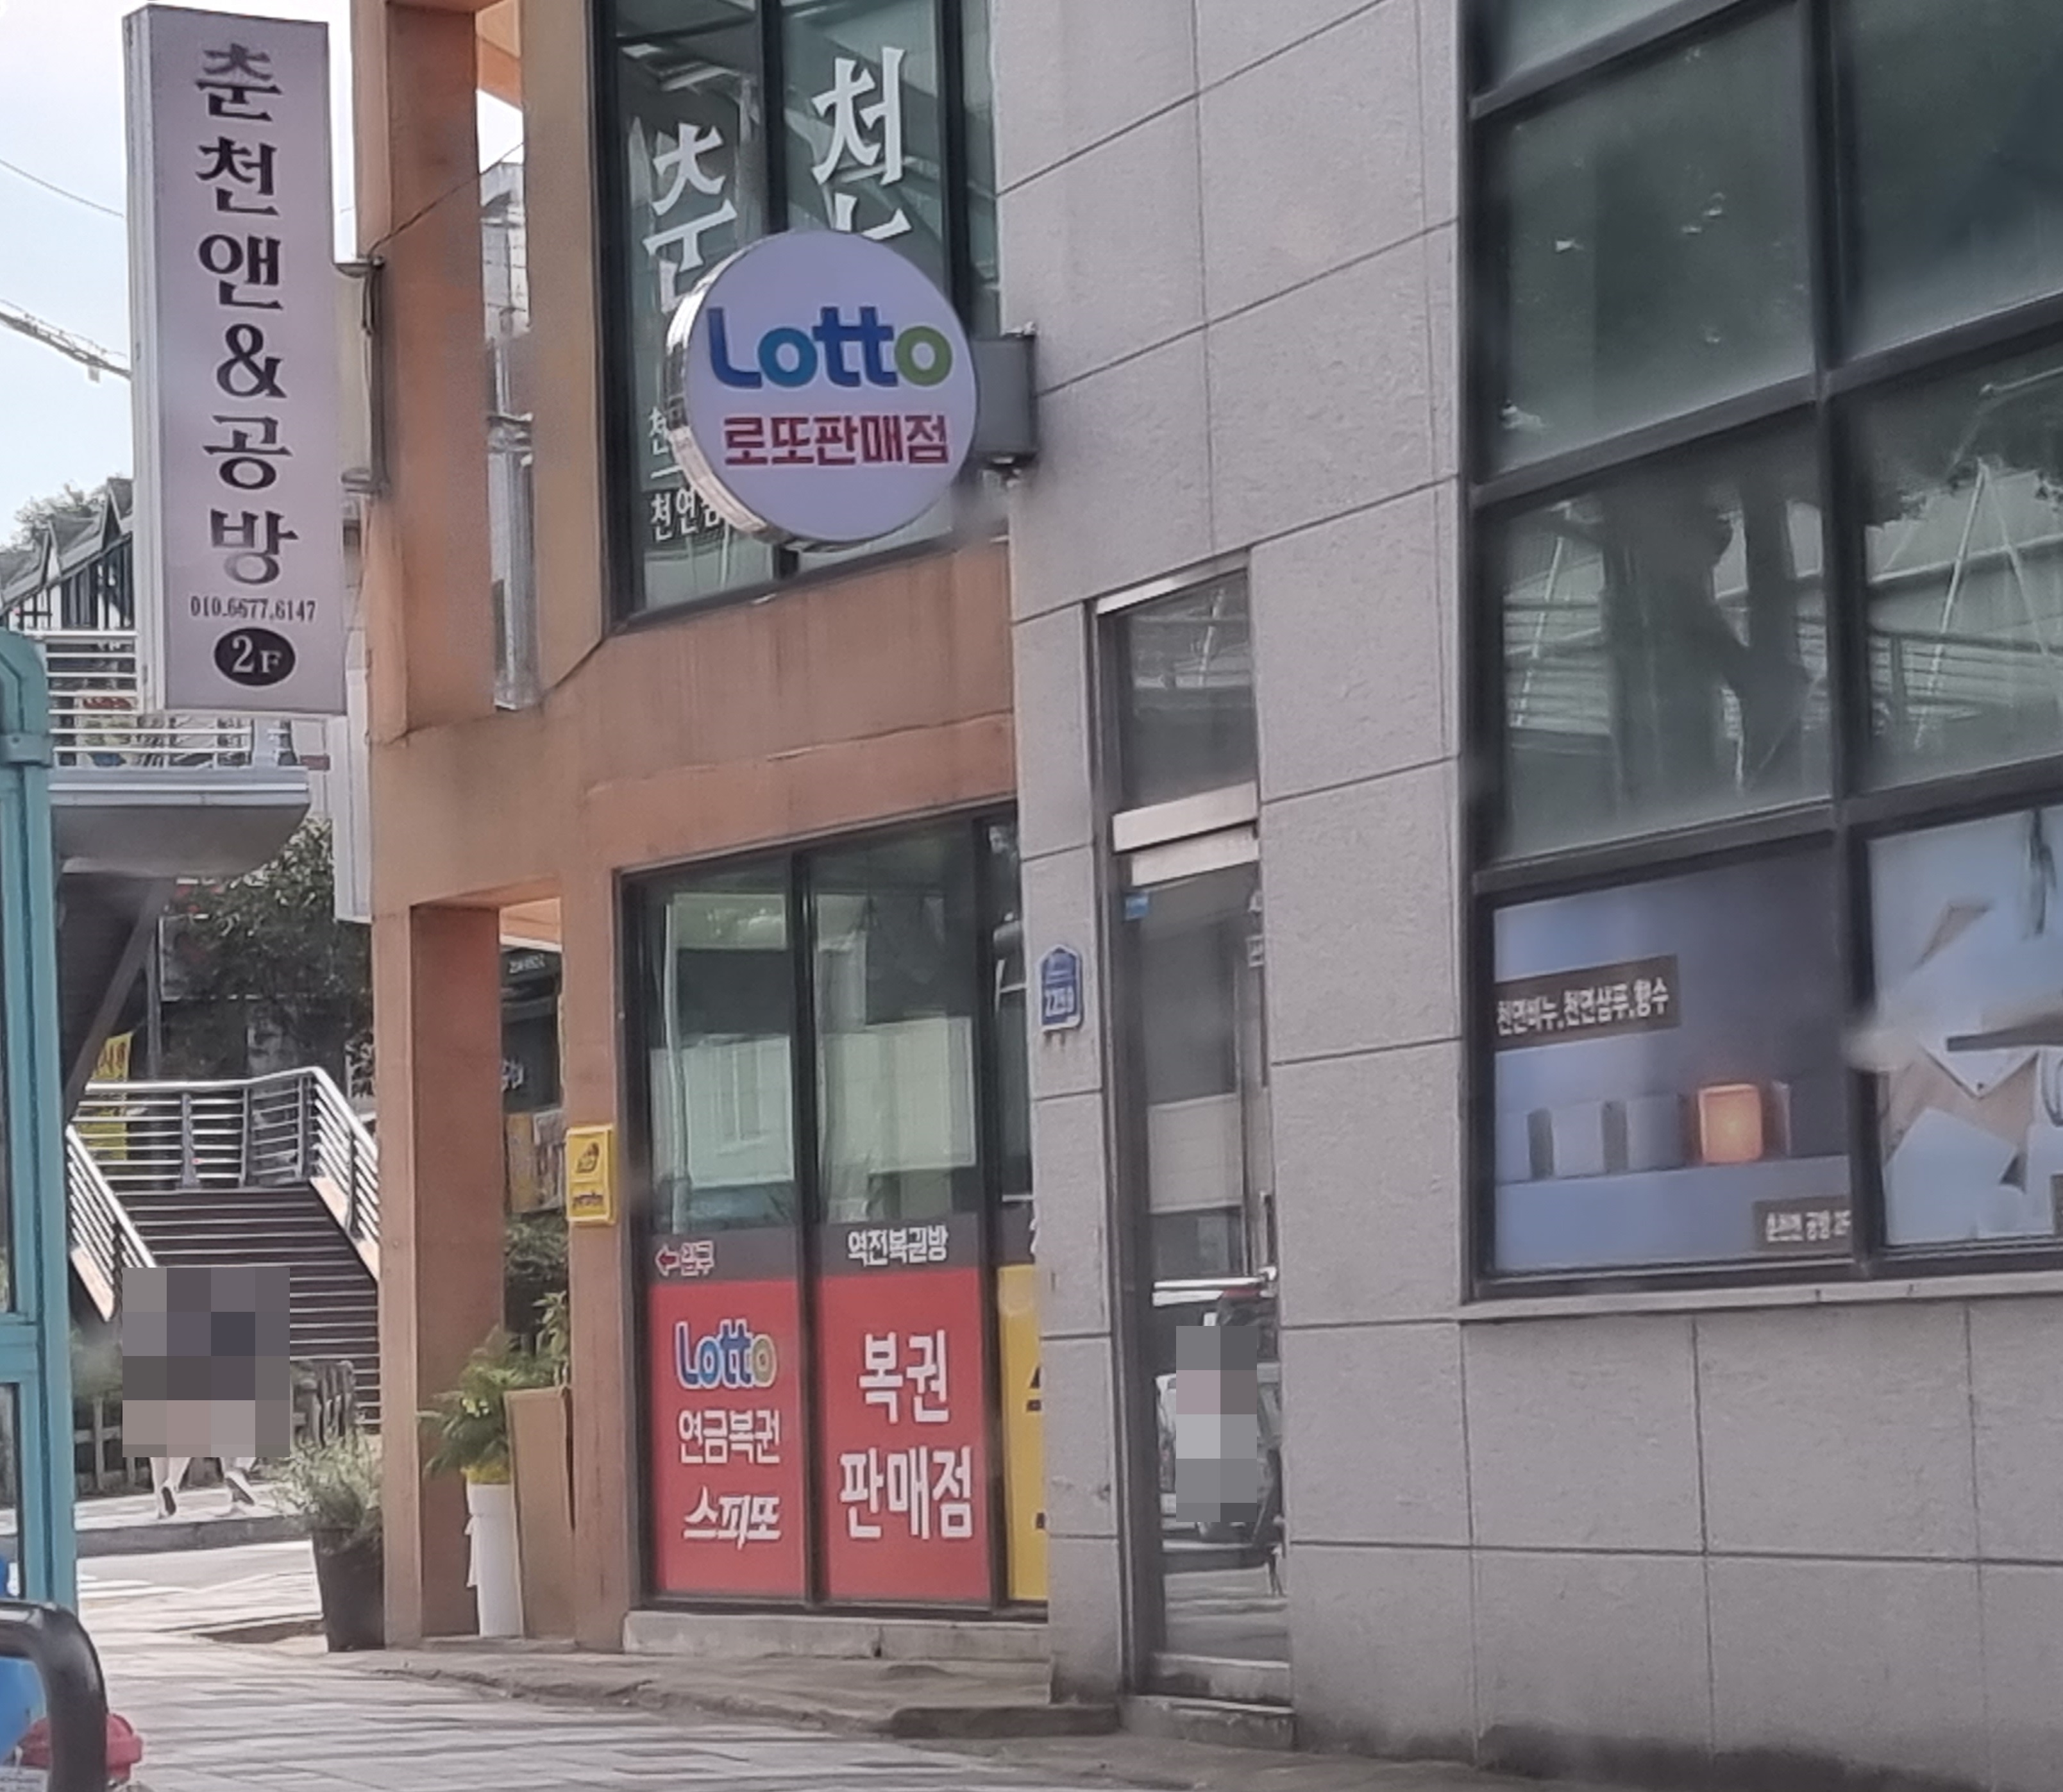 춘천앤&공방
010.6677.6147
2F
춘천
Lotto
로또판매점
천연비누,천연샴푸,향수
입구
역전복권방
Lotto
연금복권
스피또
복권
판매점